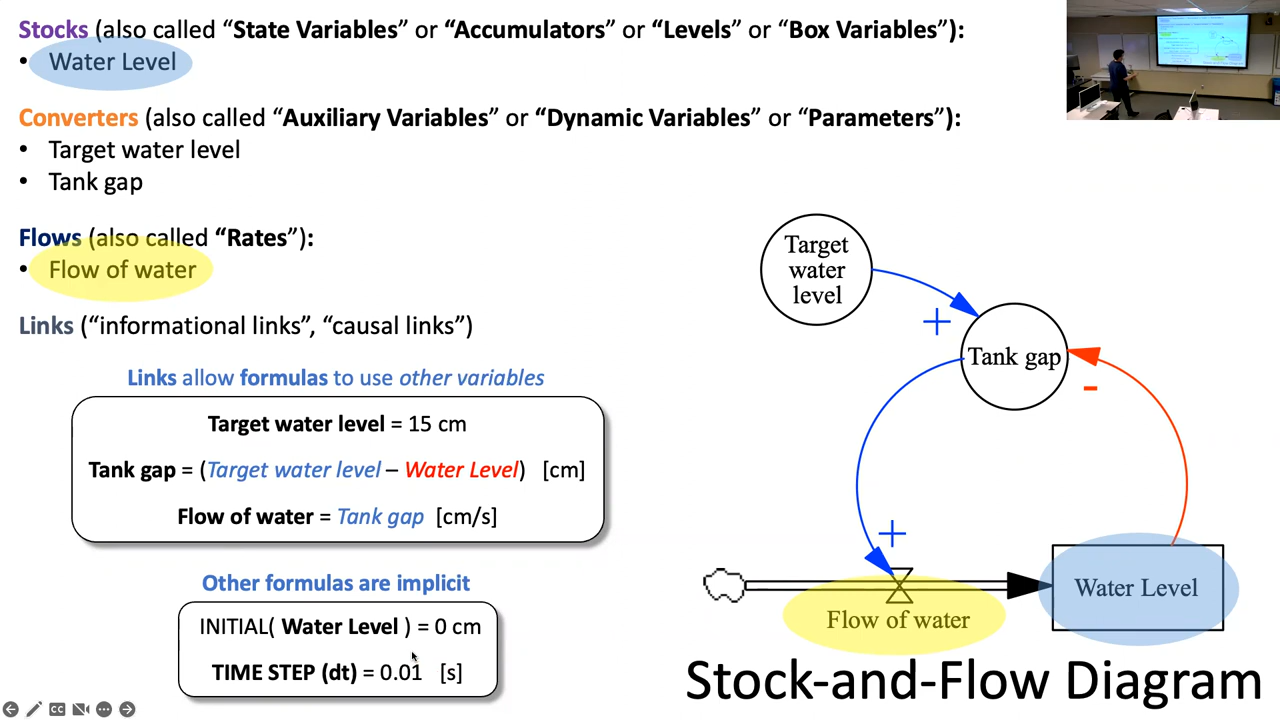 Stocks (also called “State Variables” or “Accumulators” or “Levels” or “Box Variables”):
• Water Level
Converters (also called “Auxiliary Variables” or “Dynamic Variables” or “Parameters”):
• Target water level
• Tank gap
Flows (also called “Rates”):
• Flow of water
Links (“informational links”, “causal links”)
Links allow formulas to use other variables
Target water level = 15 cm
Tank gap = (Target water level – Water Level) [cm]
Flow of water = Tank gap [cm/s]
Other formulas are implicit
INITIAL( Water Level ) = 0 cm
TIME STEP (dt) = 0.01 [s]
Target
water
level
+
Tank gap
-
+
Flow of water
Water Level
Stock-and-Flow Diagram
CC